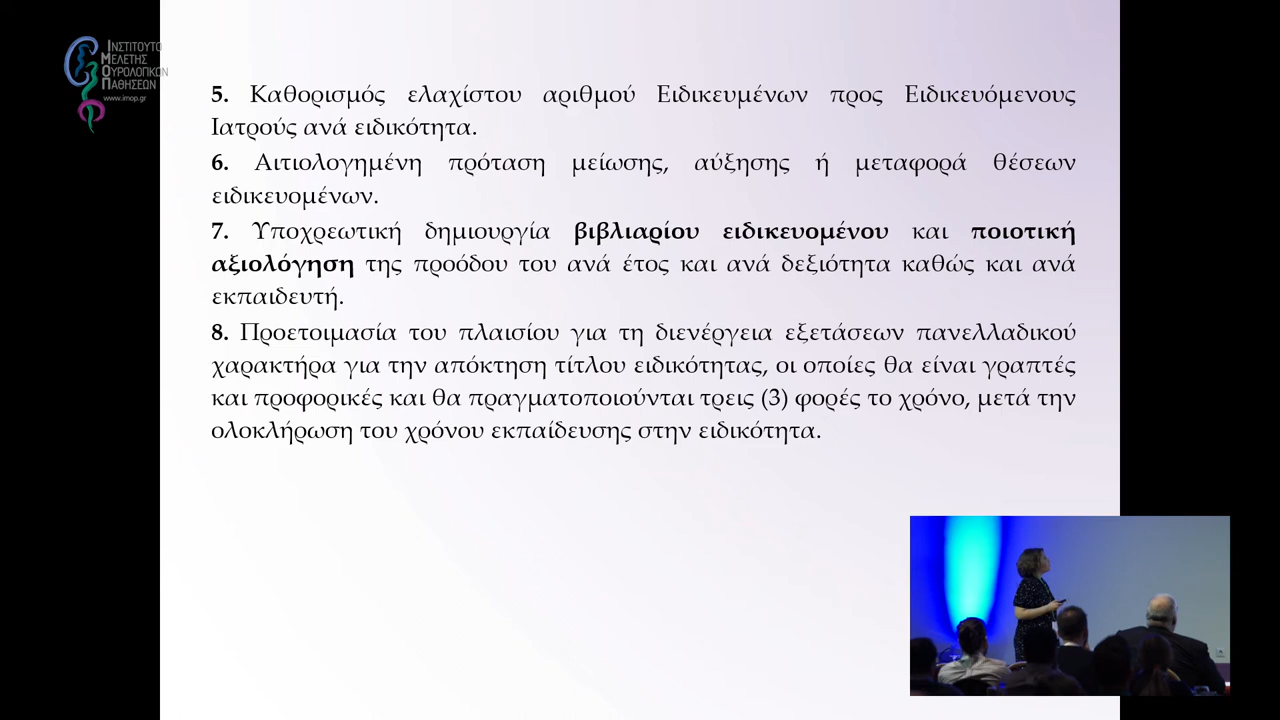 ΙΝΣΤΙΤΟΥΤΟ
ΜΕΛΕΤΗΣ
ΟΥΡΟΛΟΓΙΚΩΝ
ΠΑΘΗΣΕΩΝ
www.imop.gr
5. Καθορισμός ελαχίστου αριθμού Ειδικευμένων προς Ειδικευόμενους
Ιατρούς ανά ειδικότητα.
6. Αιτιολογημένη πρόταση μείωσης, αύξησης ή μεταφορά θέσεων
ειδικευομένων.
7. Υποχρεωτική δημιουργία βιβλιαρίου ειδικευομένου και ποιοτική
αξιολόγηση της προόδου του ανά έτος και ανά δεξιότητα καθώς και ανά
εκπαιδευτή.
8. Προετοιμασία του πλαισίου για τη διενέργεια εξετάσεων πανελλαδικού
χαρακτήρα για την απόκτηση τίτλου ειδικότητας, οι οποίες θα είναι γραπτές
και προφορικές και θα πραγματοποιούνται τρεις (3) φορές το χρόνο, μετά την
ολοκλήρωση του χρόνου εκπαίδευσης στην ειδικότητα.